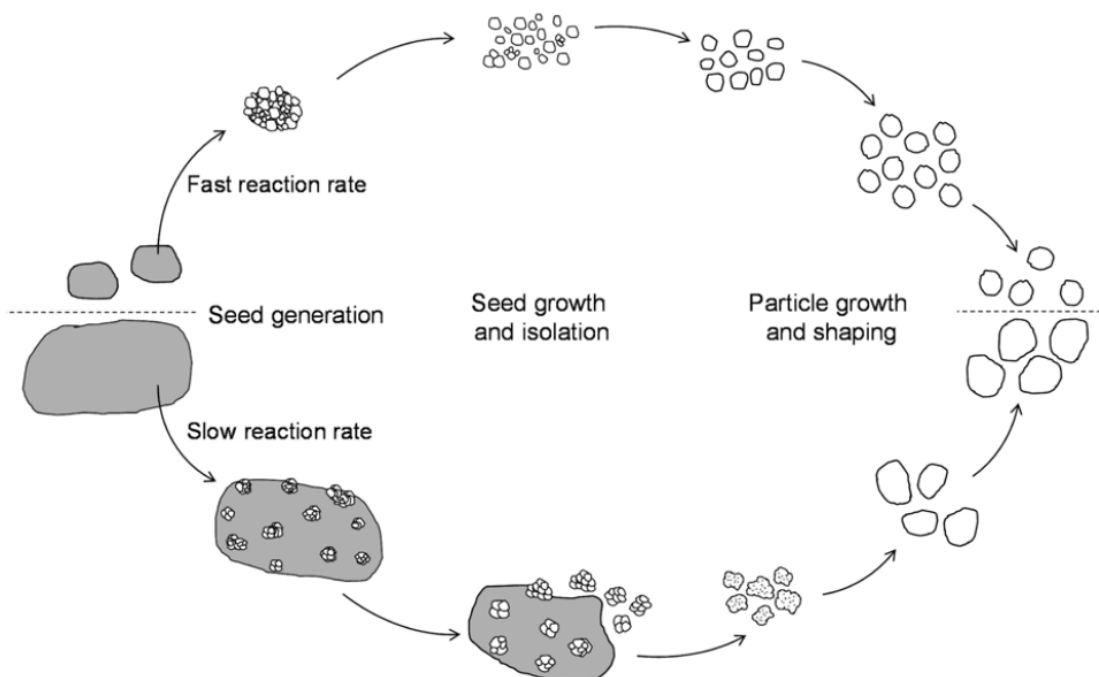 Fast reaction rate
Seed generation
Seed growth
and isolation
Particle growth
and shaping
Slow reaction rate